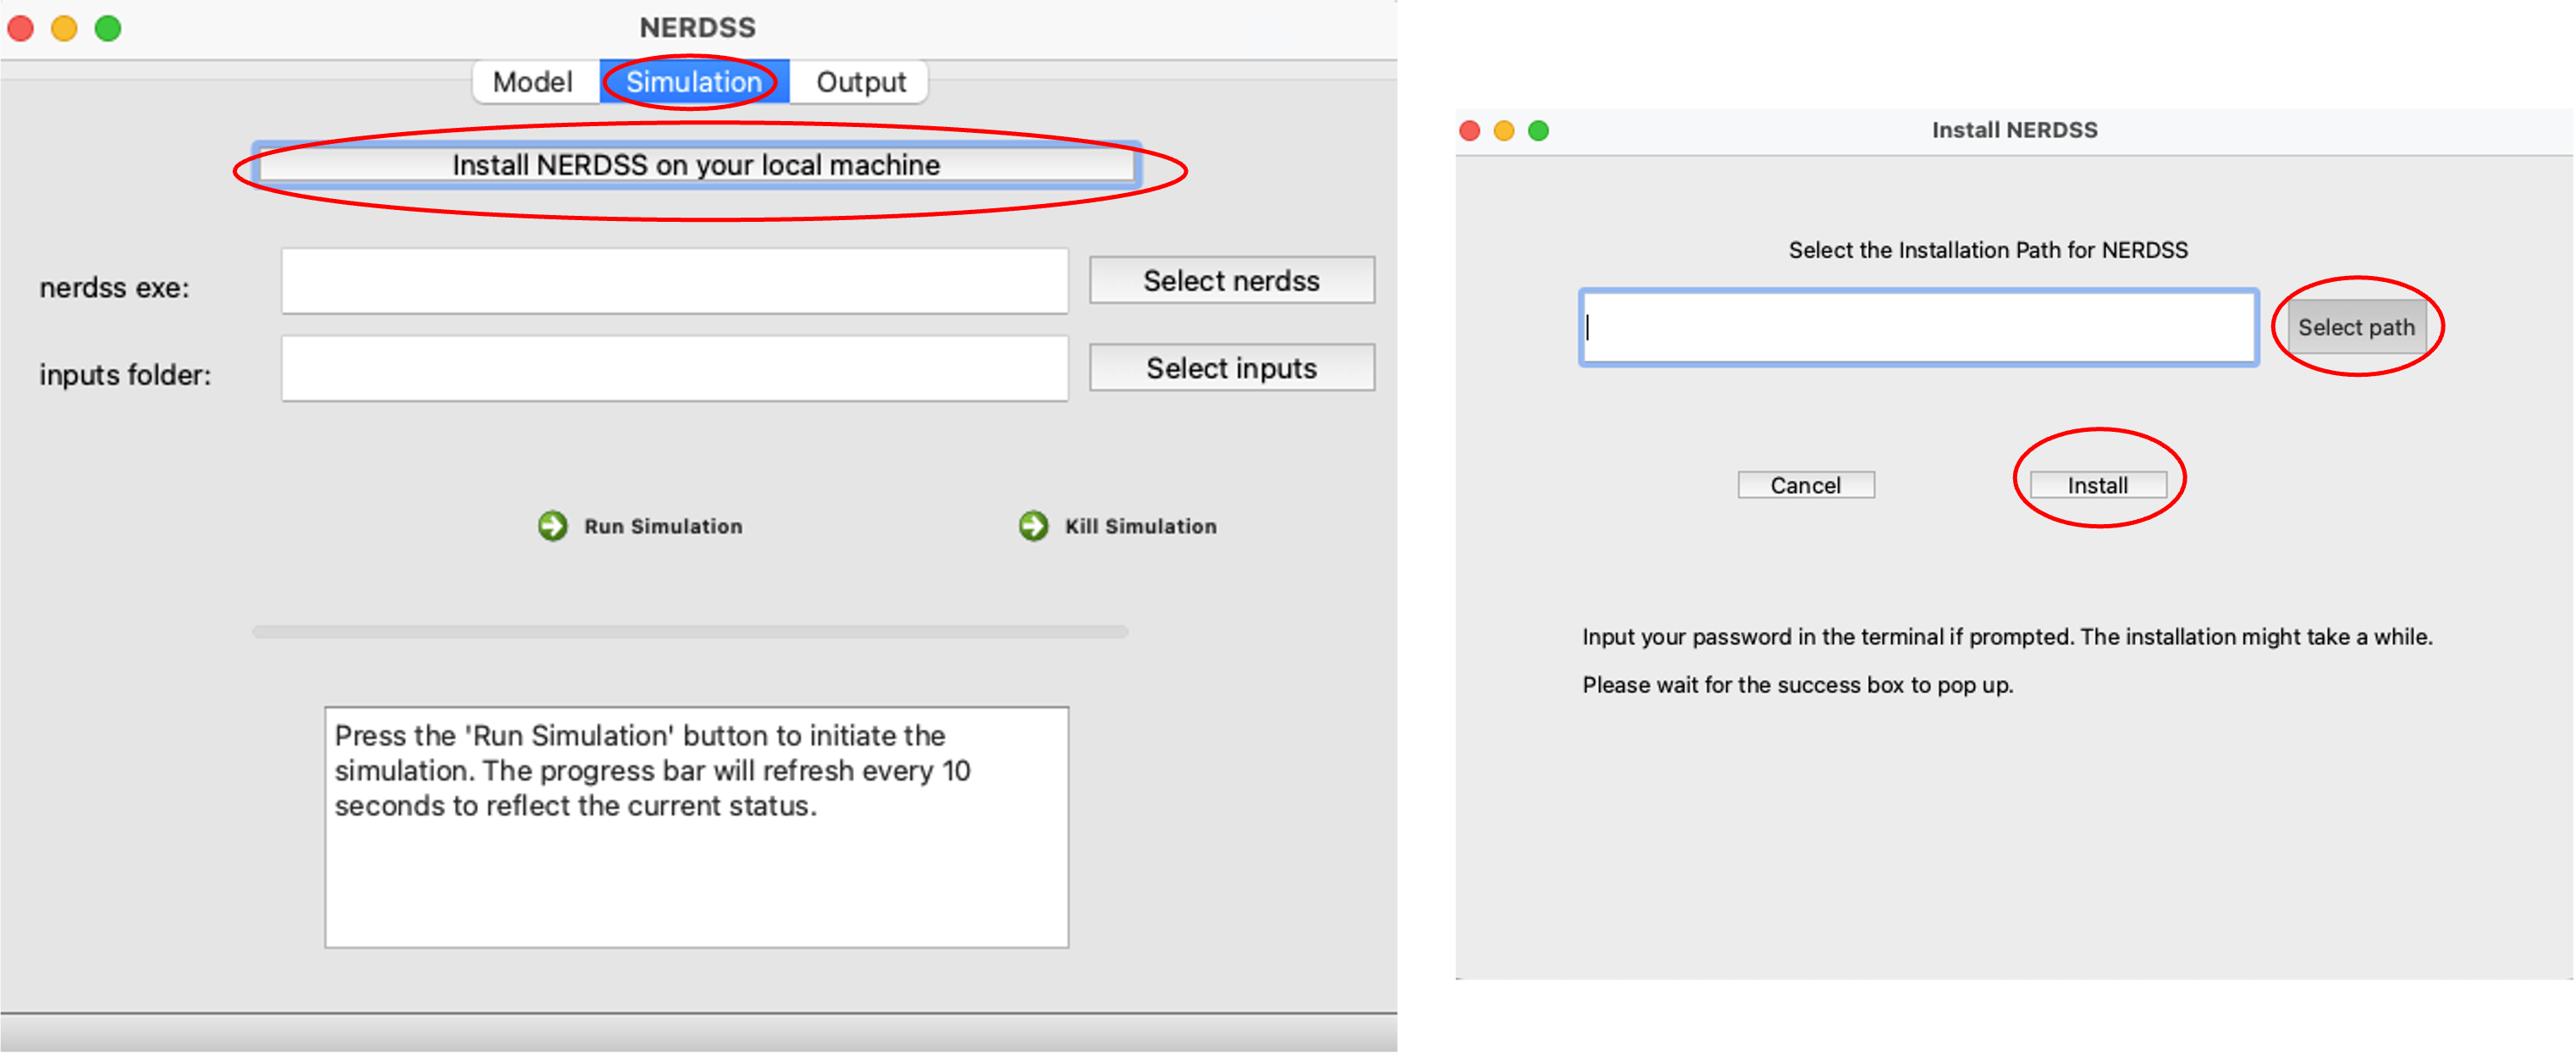 NERDSS
Model Simulation Output
Install NERDSS on your local machine
nerdss exe:
Select nerdss
inputs folder:
Select inputs
Run Simulation
Kill Simulation
Press the 'Run Simulation' button to initiate the
simulation. The progress bar will refresh every 10
seconds to reflect the current status.
Install NERDSS
Select the Installation Path for NERDSS
Select path
Cancel
Install
Input your password in the terminal if prompted. The installation might take a while.
Please wait for the success box to pop up.